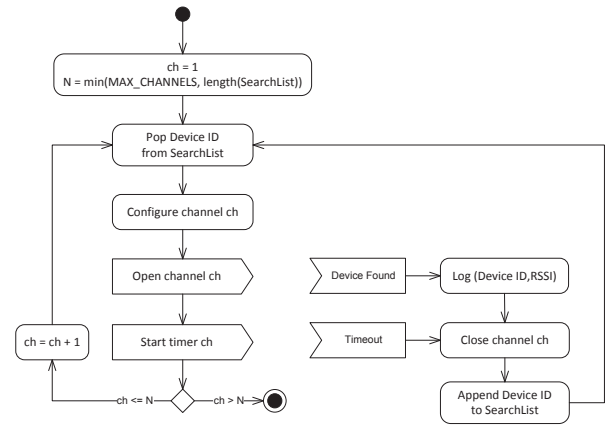 ch = 1
N = min(MAX_CHANNELS, length(SearchList))
Pop Device ID
from SearchList
Configure channel ch
Open channel ch
Start timer ch
ch = ch + 1
ch <= N
ch > N
Device Found
Log (Device ID,RSSI)
Timeout
Close channel ch
Append Device ID
to SearchList